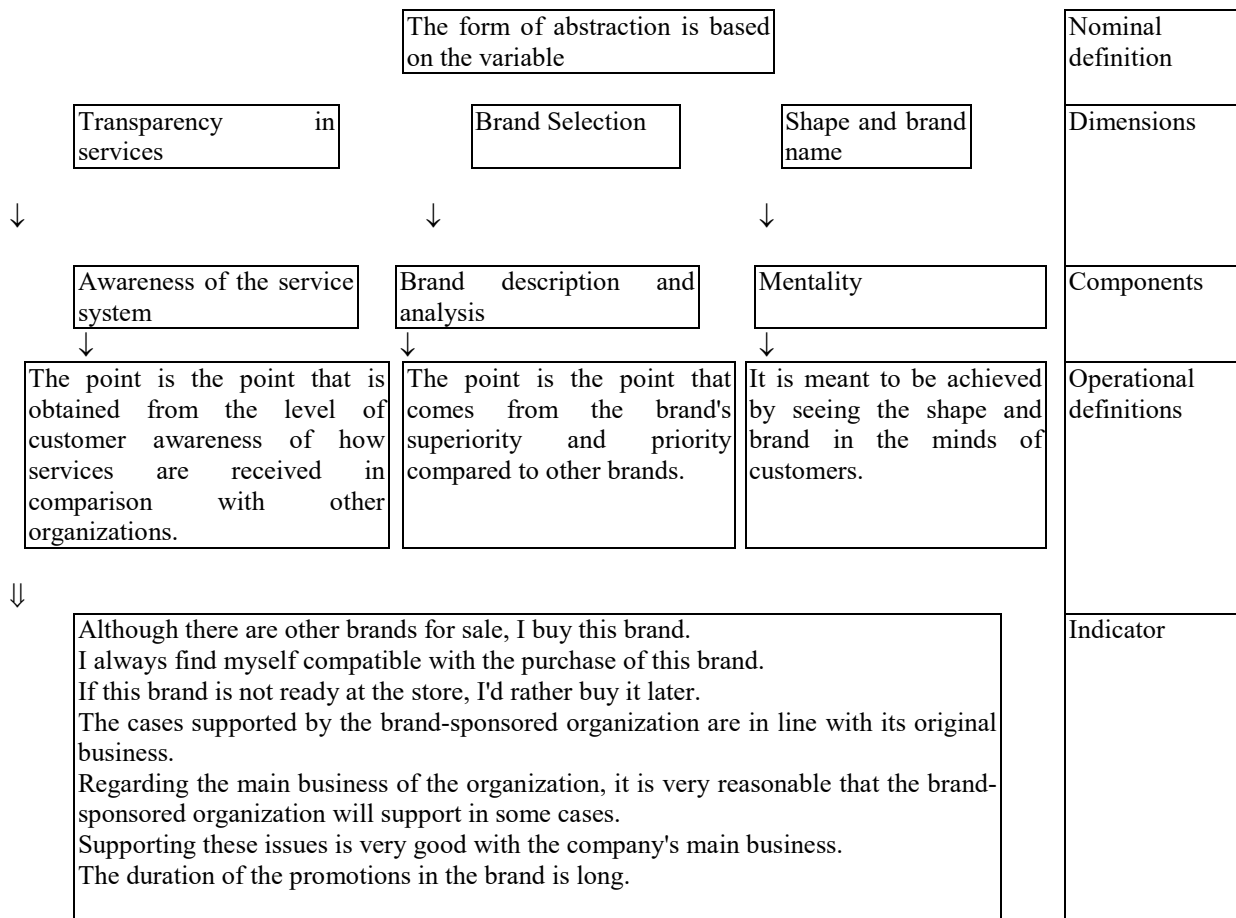 The form of abstraction is based
on the variable
Nominal
definition
Transparency in
services
Brand Selection
Shape and brand
name
Dimensions
↓ ↓ ↓
Awareness of the service
system
Brand description and
analysis
Mentality
Components
↓ ↓ ↓
The point is the point that is
obtained from the level of
customer awareness of how
services are received in
comparison with other
organizations.
The point is the point that
comes from the brand's
superiority and priority
compared to other brands.
It is meant to be achieved
by seeing the shape and
brand in the minds of
customers.
Operational
definitions
⇓
Although there are other brands for sale, I buy this brand.
I always find myself compatible with the purchase of this brand.
If this brand is not ready at the store, I'd rather buy it later.
The cases supported by the brand-sponsored organization are in line with its original
business.
Regarding the main business of the organization, it is very reasonable that the brand-
sponsored organization will support in some cases.
Supporting these issues is very good with the company's main business.
The duration of the promotions in the brand is long.
Indicator